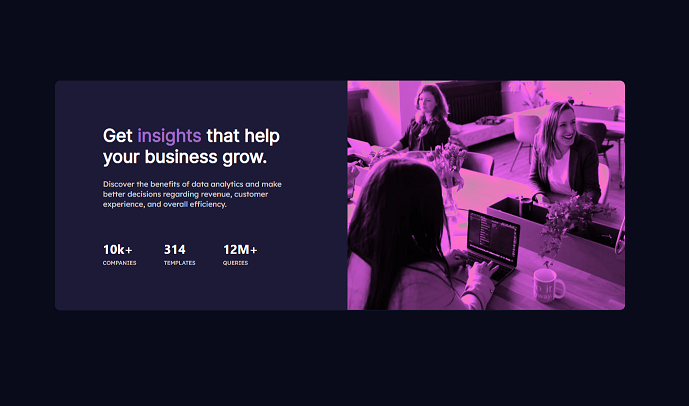 Get insights that help
your business grow.
Discover the benefits of data analytics and make
better decisions regarding revenue, customer
experience, and overall efficiency.
10k+ 314 12M+
COMPANIES TEMPLATES QUERIES